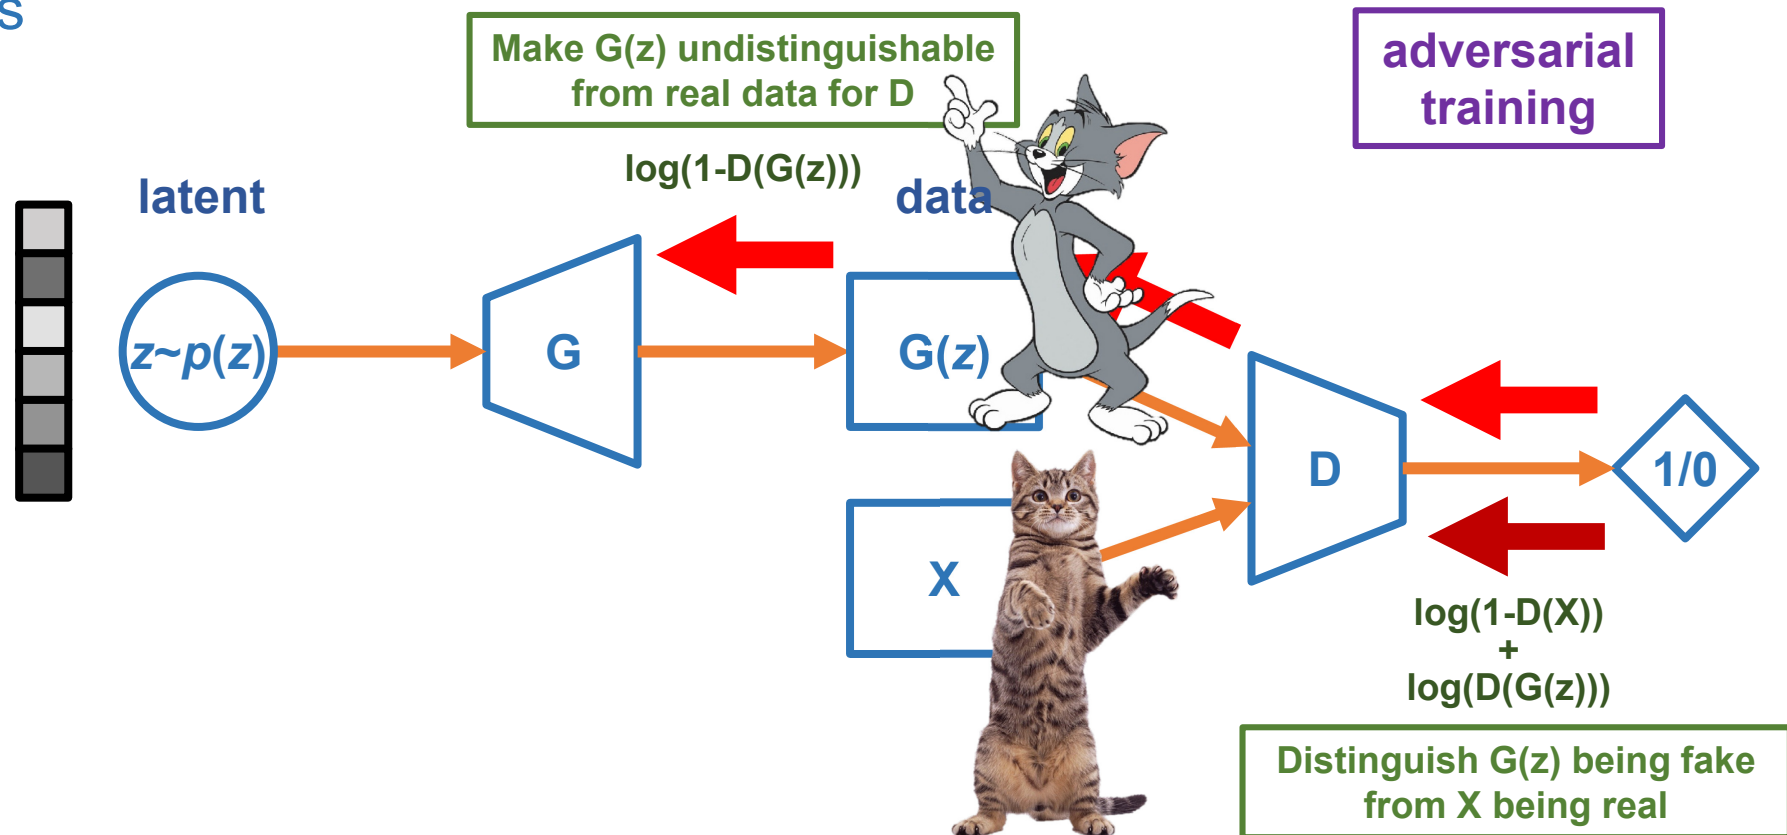 s
Make G(z) undistinguishable
from real data for D
adversarial
training
log(1-D(G(z)))
latent
data
z~p(z)
G
G(z)
D
1/0
X
log(1-D(X))
+
log(D(G(z)))
Distinguish G(z) being fake
from X being real